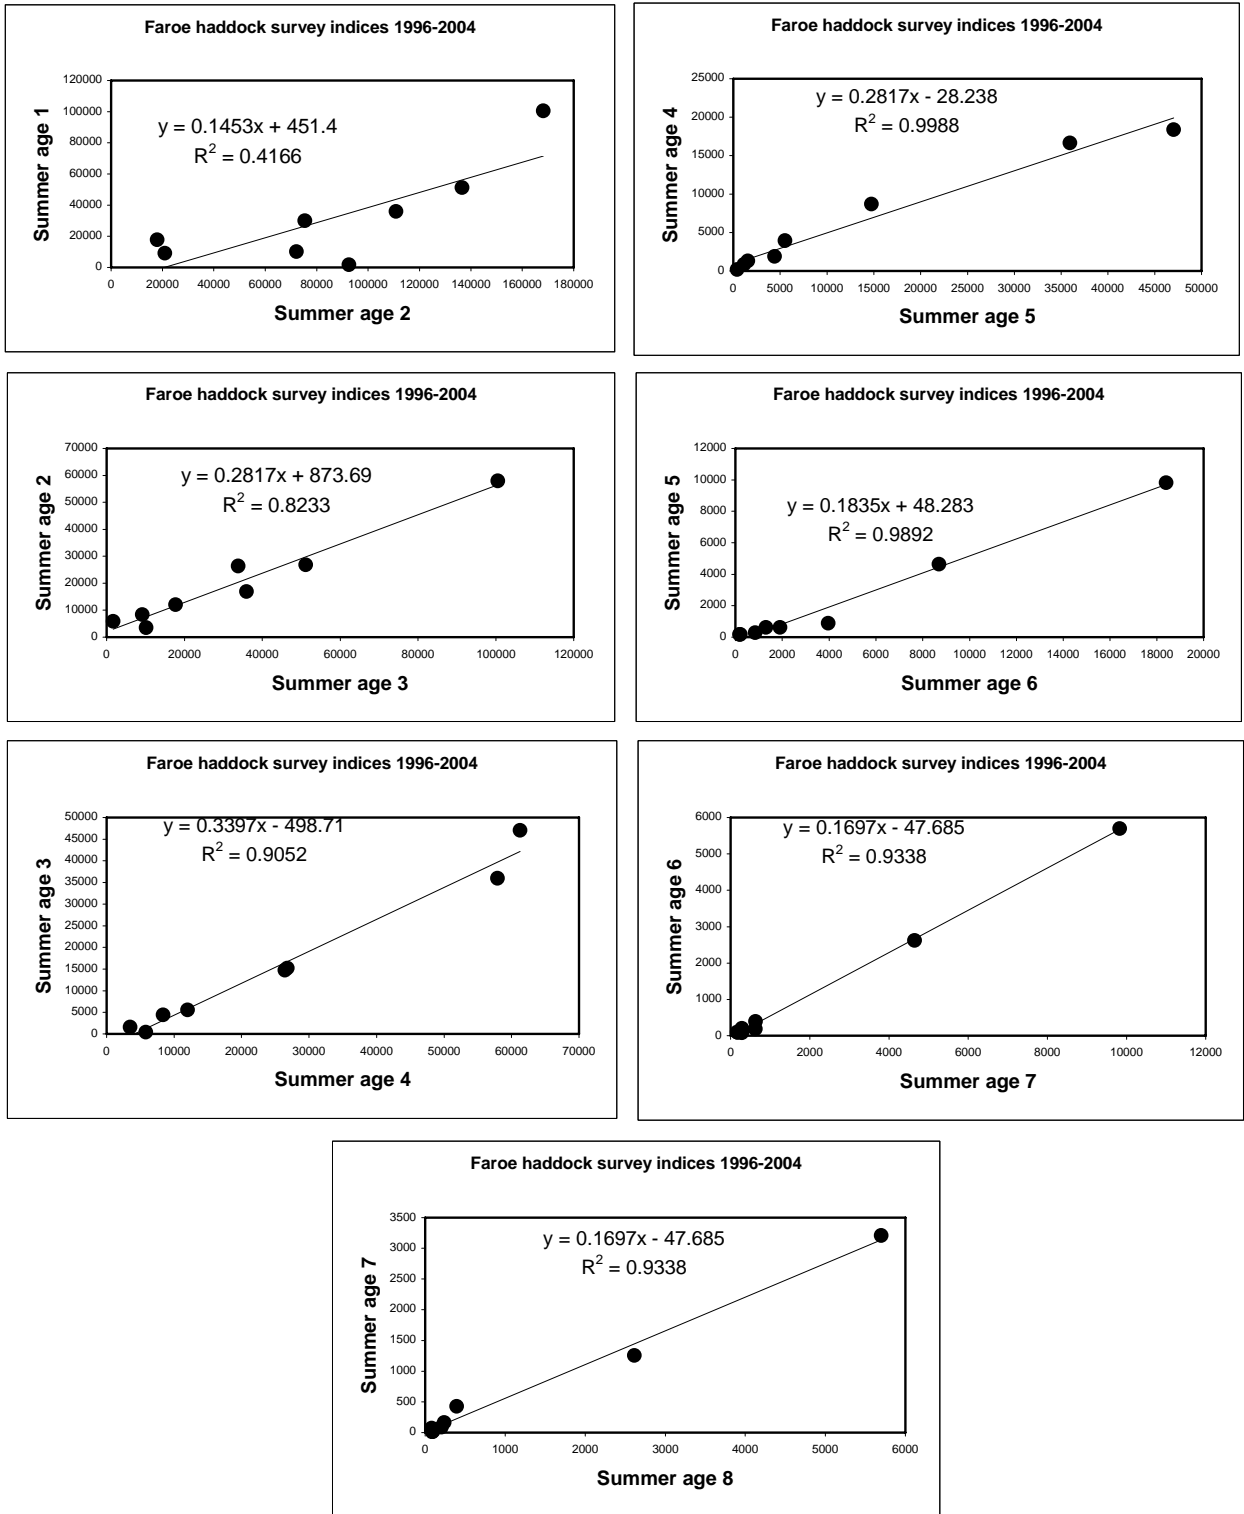 Faroe haddock survey indices 1996-2004
y = 0.1453x + 451.4
R² = 0.4166
Summer age 1
120000
100000
80000
60000
40000
20000
0
0 20000 40000 60000 80000 100000 120000 140000 160000 180000
Summer age 2
Faroe haddock survey indices 1996-2004
y = 0.2817x - 28.238
R² = 0.9988
Summer age 4
25000
20000
15000
10000
5000
0
0 5000 10000 15000 20000 25000 30000 35000 40000 45000 50000
Summer age 5
Faroe haddock survey indices 1996-2004
y = 0.2817x + 873.69
R² = 0.8233
Summer age 2
70000
60000
50000
40000
30000
20000
10000
0
0 20000 40000 60000 80000 100000 120000
Summer age 3
Faroe haddock survey indices 1996-2004
y = 0.1835x + 48.283
R² = 0.9892
Summer age 5
12000
10000
8000
6000
4000
2000
0
0 2000 4000 6000 8000 10000 12000 14000 16000 18000 20000
Summer age 6
Faroe haddock survey indices 1996-2004
y = 0.3397x - 498.71
R² = 0.9052
Summer age 3
50000
45000
40000
35000
30000
25000
20000
15000
10000
5000
0
0 10000 20000 30000 40000 50000 60000 70000
Summer age 4
Faroe haddock survey indices 1996-2004
y = 0.1697x - 47.685
R² = 0.9338
Summer age 6
6000
5000
4000
3000
2000
1000
0
0 2000 4000 6000 8000 10000 12000
Summer age 7
Faroe haddock survey indices 1996-2004
y = 0.1697x - 47.685
R² = 0.9338
Summer age 7
3500
3000
2500
2000
1500
1000
500
0
0 1000 2000 3000 4000 5000 6000
Summer age 8